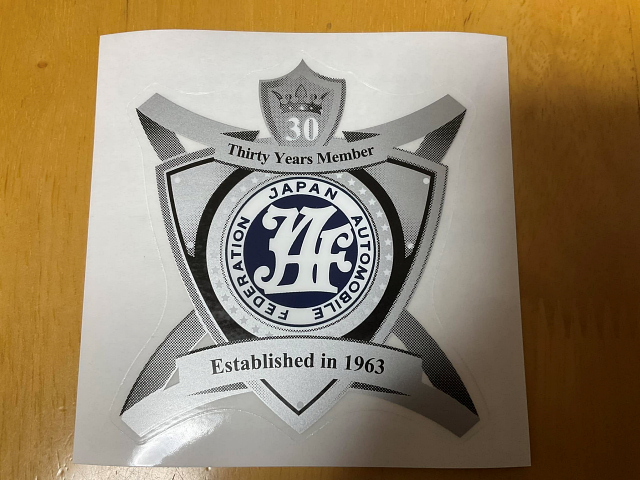 30
Thirty Years Member
JAPAN AUTOMOBILE FEDERATION
JAF
Established in 1963